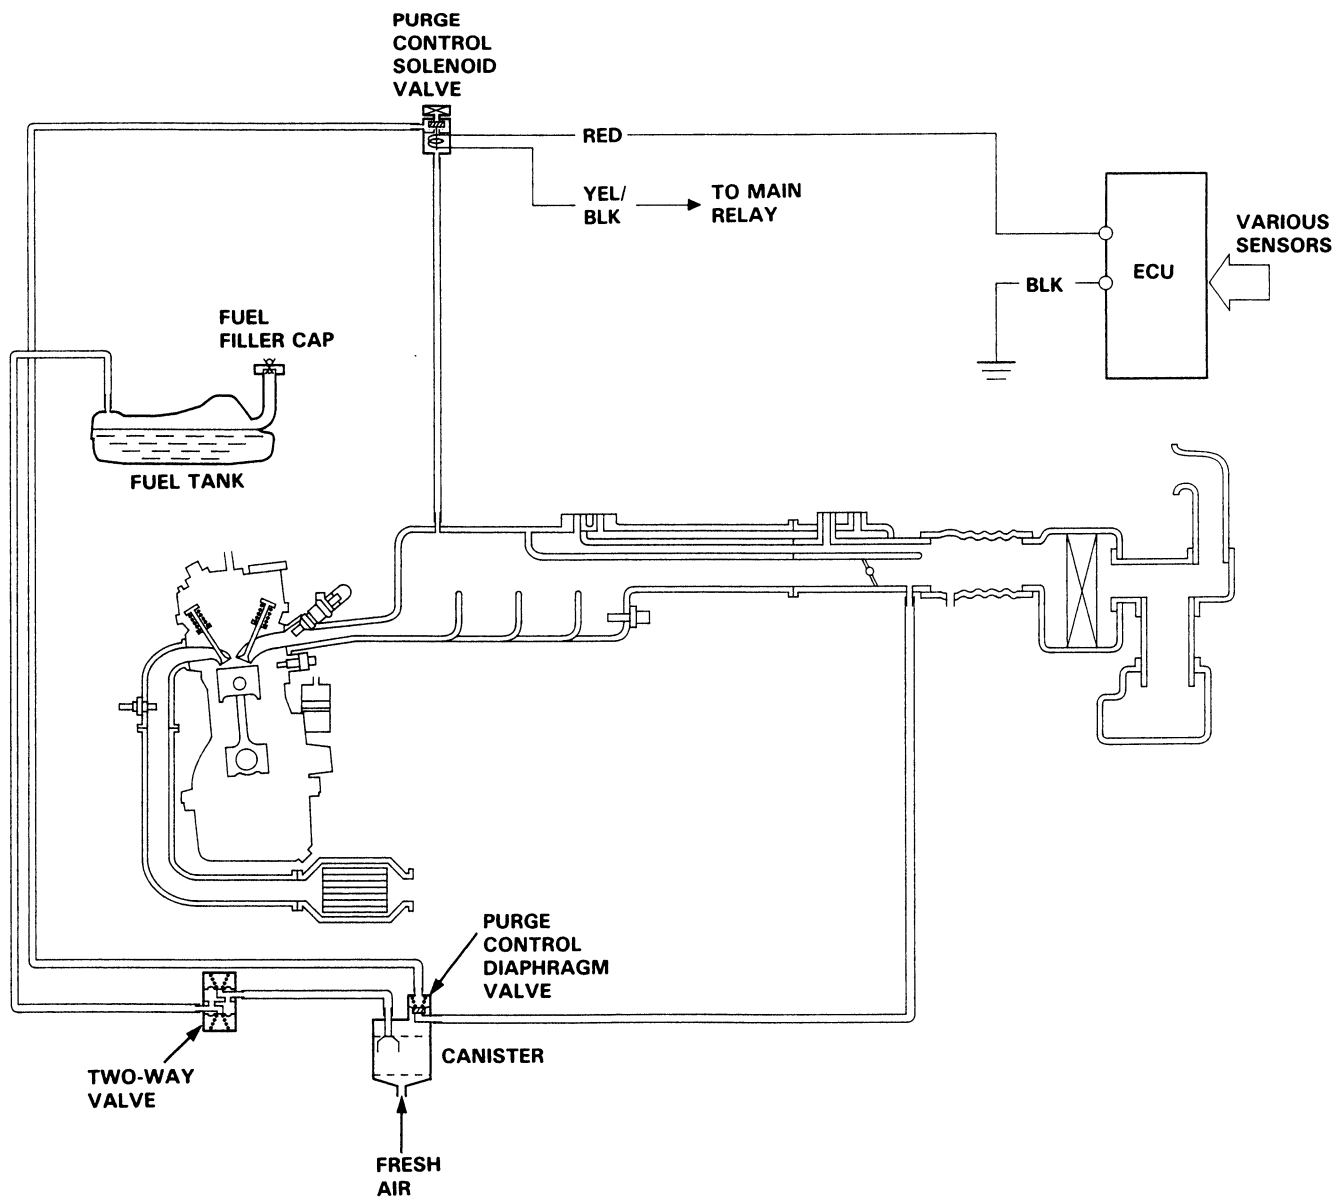 PURGE
CONTROL
SOLENOID
VALVE
RED
YEL/
BLK
TO MAIN
RELAY
VARIOUS
SENSORS
ECU
BLK
FUEL
FILLER CAP
FUEL TANK
PURGE
CONTROL
DIAPHRAGM
VALVE
CANISTER
TWO-WAY
VALVE
FRESH
AIR